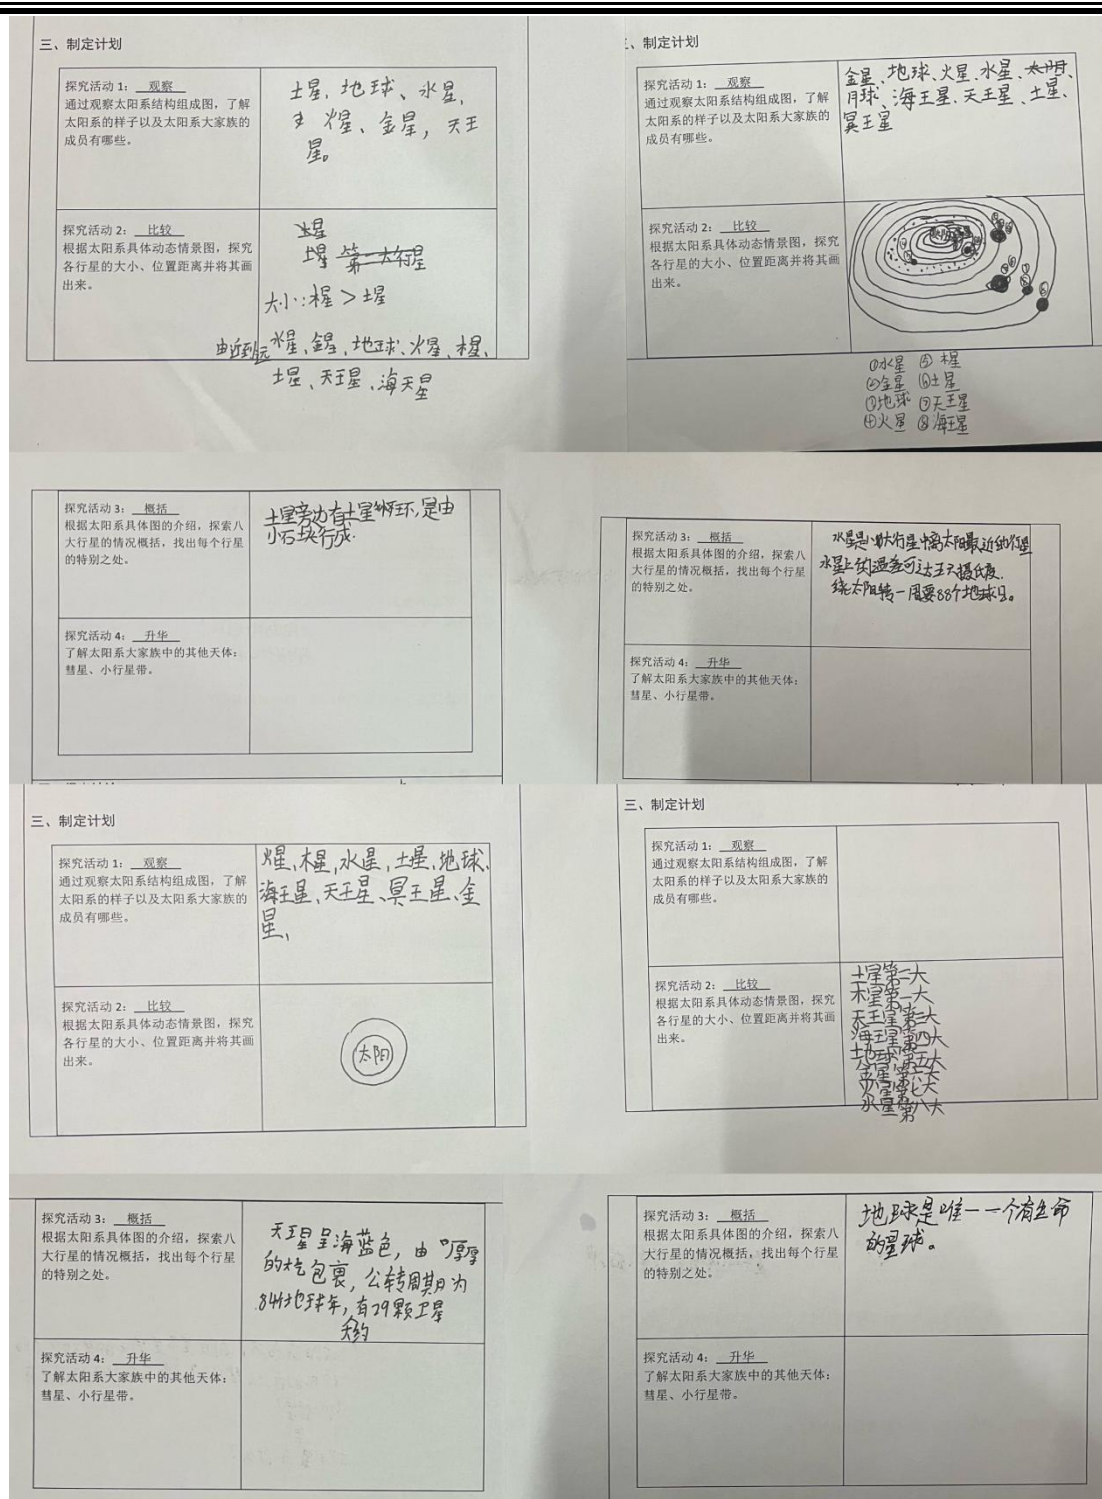 三、制定计划
探究活动 1： 观察
通过观察太阳系结构组成图，了解
太阳系的样子以及太阳系大家族的
成员有哪些。
土星，地球、水星，
火星、金星，天王
星。
探究活动 2： 比较
根据太阳系具体动态情景图，探究
各行星的大小、位置距离并将其画
出来。
土星 第二大行星
大小：木星＞土星
由近到远 水星、金星、地球、火星、木星、
土星、天王星、海天星
三、制定计划
探究活动 1： 观察
通过观察太阳系结构组成图，了解
太阳系的样子以及太阳系大家族的
成员有哪些。
金星、地球、火星、水星、太阳、
月球、海王星、天王星、土星、
冥王星
探究活动 2： 比较
根据太阳系具体动态情景图，探究
各行星的大小、位置距离并将其画
出来。
①水星 ⑤木星
②金星 ⑥土星
③地球 ⑦天王星
④火星 ⑧海王星
探究活动 3： 概括
根据太阳系具体图的介绍，探索八
大行星的情况概括，找出每个行星
的特别之处。
土星旁边有土星环，是由
小石块行成．
探究活动 4： 升华
了解太阳系大家族中的其他天体：
彗星、小行星带。
探究活动 3： 概括
根据太阳系具体图的介绍，探索八
大行星的情况概括，找出每个行星
的特别之处。
水星是八大行星中离太阳最近的行星
水星上的温差可达 摄氏度．
绕太阳转一周要88个地球日。
探究活动 4： 升华
了解太阳系大家族中的其他天体：
彗星、小行星带。
三、制定计划
探究活动 1： 观察
通过观察太阳系结构组成图，了解
太阳系的样子以及太阳系大家族的
成员有哪些。
火星、木星，水星，土星、地球、
海王星、天王星、冥王星、金
星、
探究活动 2： 比较
根据太阳系具体动态情景图，探究
各行星的大小、位置距离并将其画
出来。
太阳
三、制定计划
探究活动 1： 观察
通过观察太阳系结构组成图，了解
太阳系的样子以及太阳系大家族的
成员有哪些。
探究活动 2： 比较
根据太阳系具体动态情景图，探究
各行星的大小、位置距离并将其画
出来。
土星第二大
木星第一大
天王星第三大
海王星第四大
地球第五大
金星第六大
火星第七大
水星第八大
探究活动 3： 概括
根据太阳系具体图的介绍，探索八
大行星的情况概括，找出每个行星
的特别之处。
天王星呈海蓝色，由厚厚
的 包裹，公转周期为
84个地球年，有29颗卫星
大约
探究活动 4： 升华
了解太阳系大家族中的其他天体：
彗星、小行星带。
探究活动 3： 概括
根据太阳系具体图的介绍，探索八
大行星的情况概括，找出每个行星
的特别之处。
地球是唯一一个有生命
的星球。
探究活动 4： 升华
了解太阳系大家族中的其他天体：
彗星、小行星带。